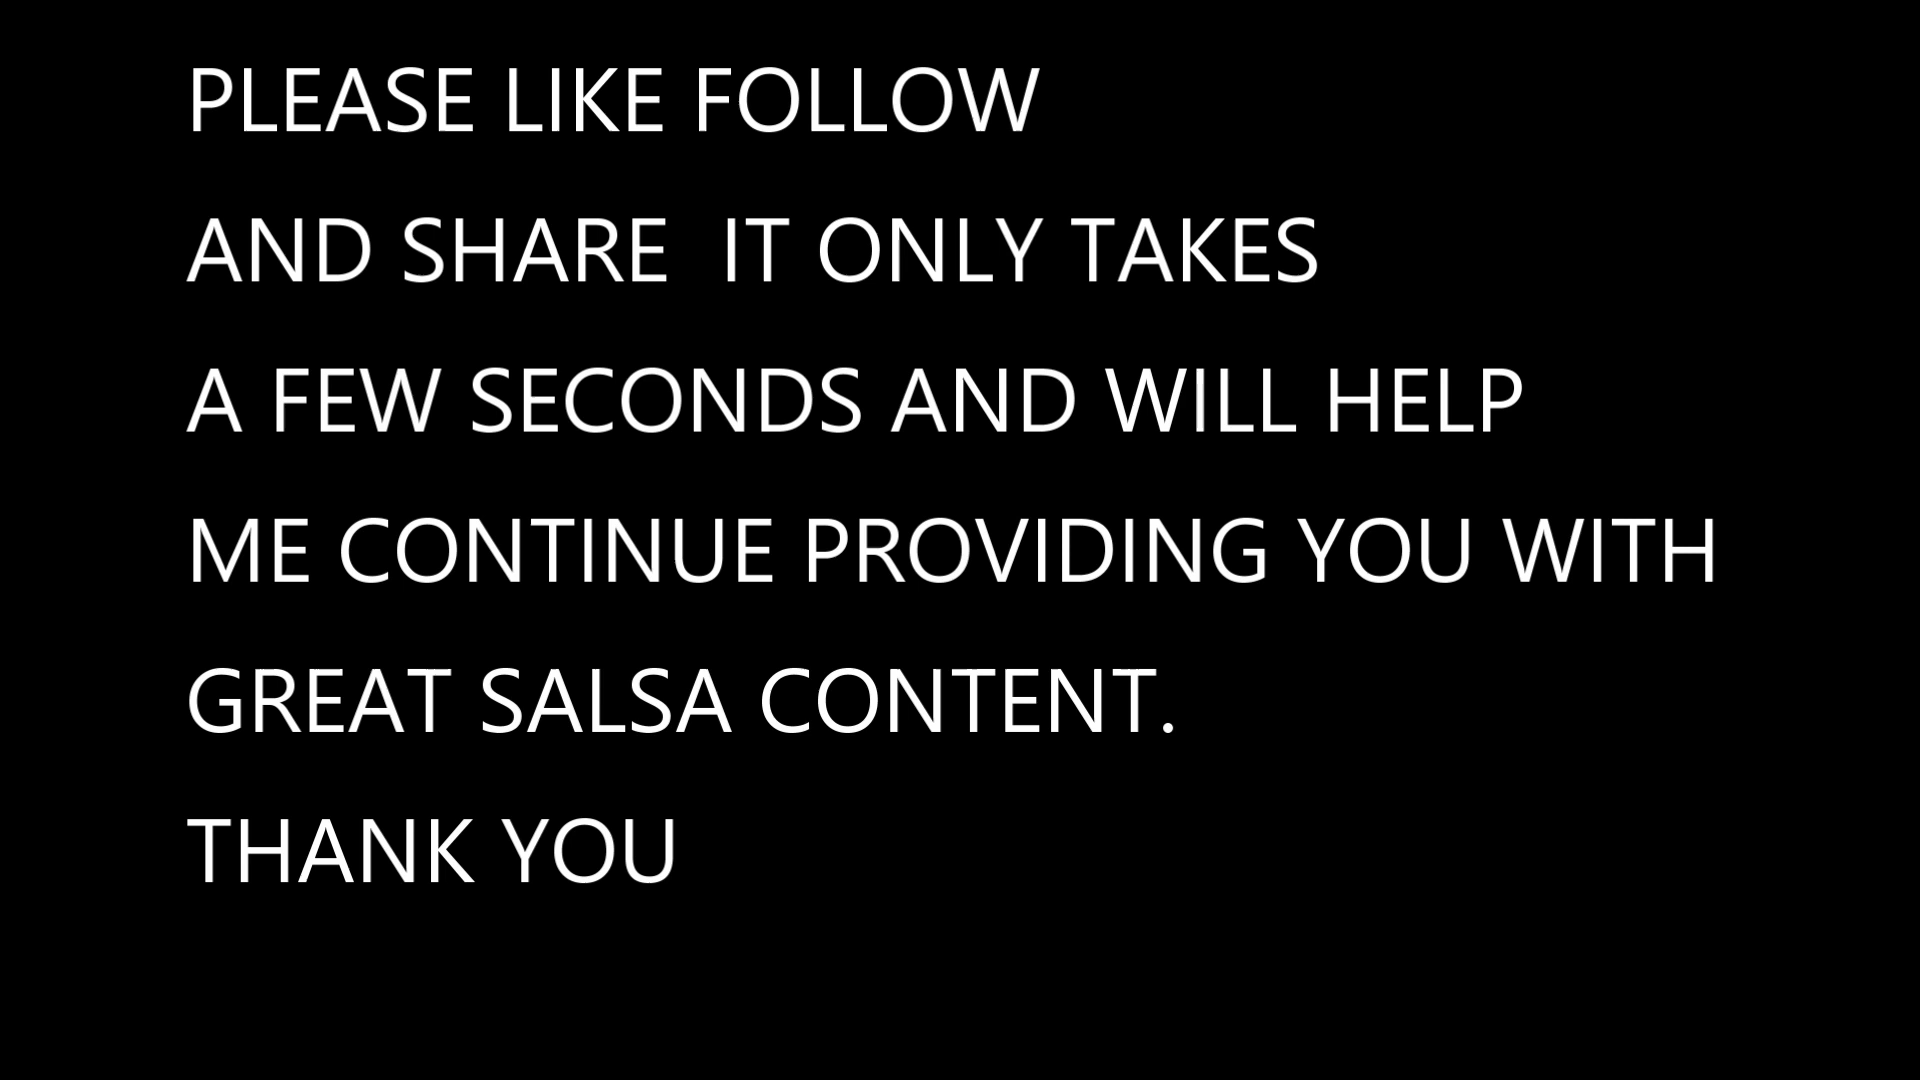 PLEASE LIKE FOLLOW
AND SHARE  IT ONLY TAKES
A FEW SECONDS AND WILL HELP
ME CONTINUE PROVIDING YOU WITH
GREAT SALSA CONTENT.
THANK YOU